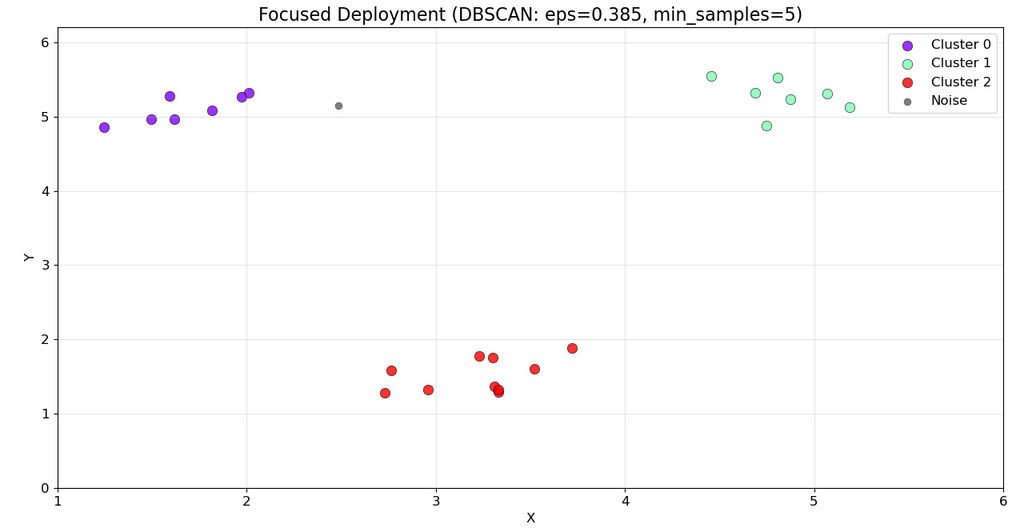 Focused Deployment (DBSCAN: eps=0.385, min_samples=5)
6
5
4
3
2
1
0
Y
1 2 3 4 5 6
X
Cluster 0
Cluster 1
Cluster 2
Noise